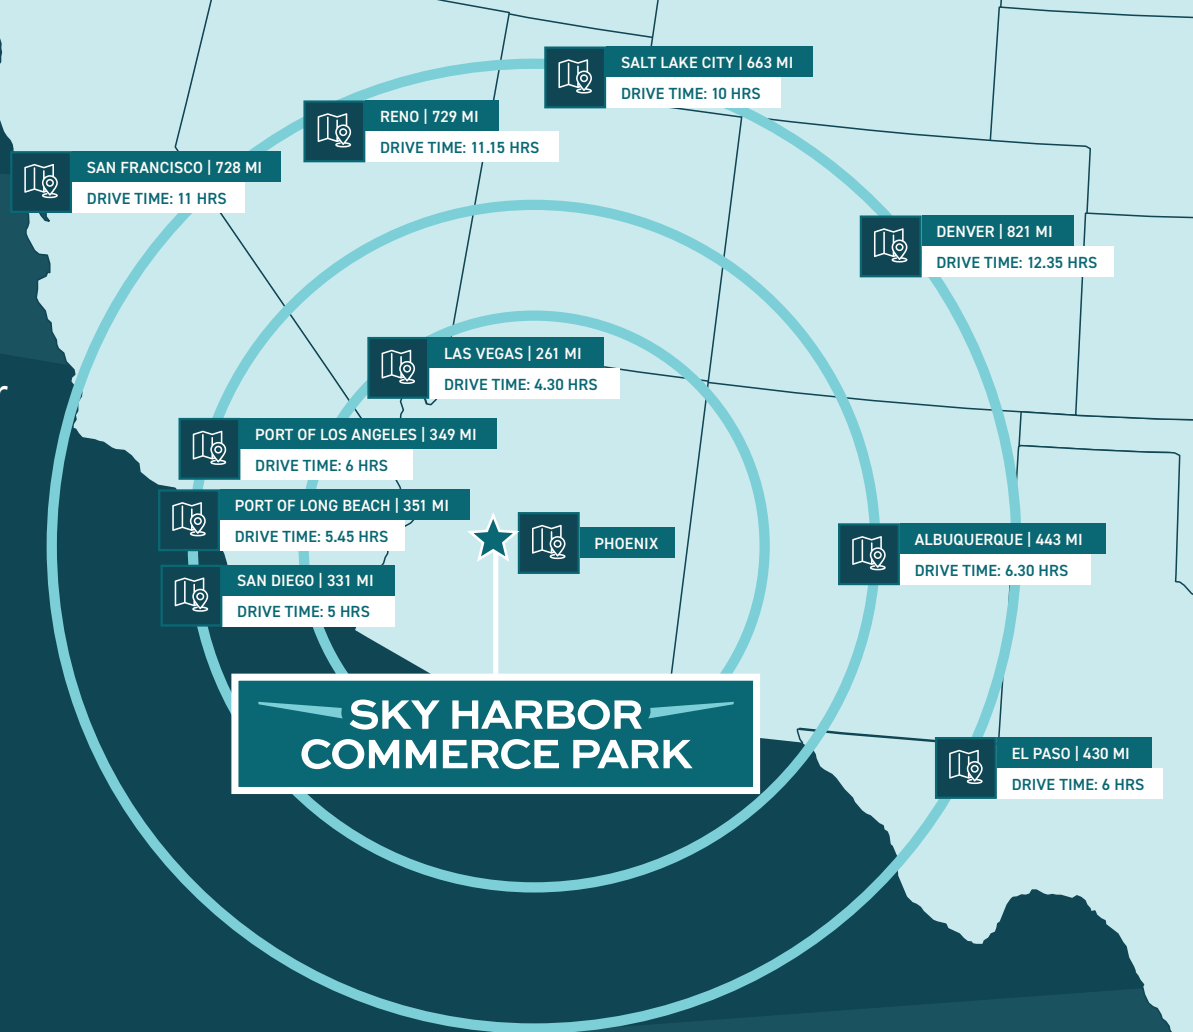 SALT LAKE CITY | 663 MI
DRIVE TIME: 10 HRS
RENO | 729 MI
DRIVE TIME: 11.15 HRS
SAN FRANCISCO | 728 MI
DRIVE TIME: 11 HRS
DENVER | 821 MI
DRIVE TIME: 12.35 HRS
LAS VEGAS | 261 MI
DRIVE TIME: 4.30 HRS
PORT OF LOS ANGELES | 349 MI
DRIVE TIME: 6 HRS
PORT OF LONG BEACH | 351 MI
DRIVE TIME: 5.45 HRS
PHOENIX
ALBUQUERQUE | 443 MI
DRIVE TIME: 6.30 HRS
SAN DIEGO | 331 MI
DRIVE TIME: 5 HRS
SKY HARBOR
COMMERCE PARK
EL PASO | 430 MI
DRIVE TIME: 6 HRS